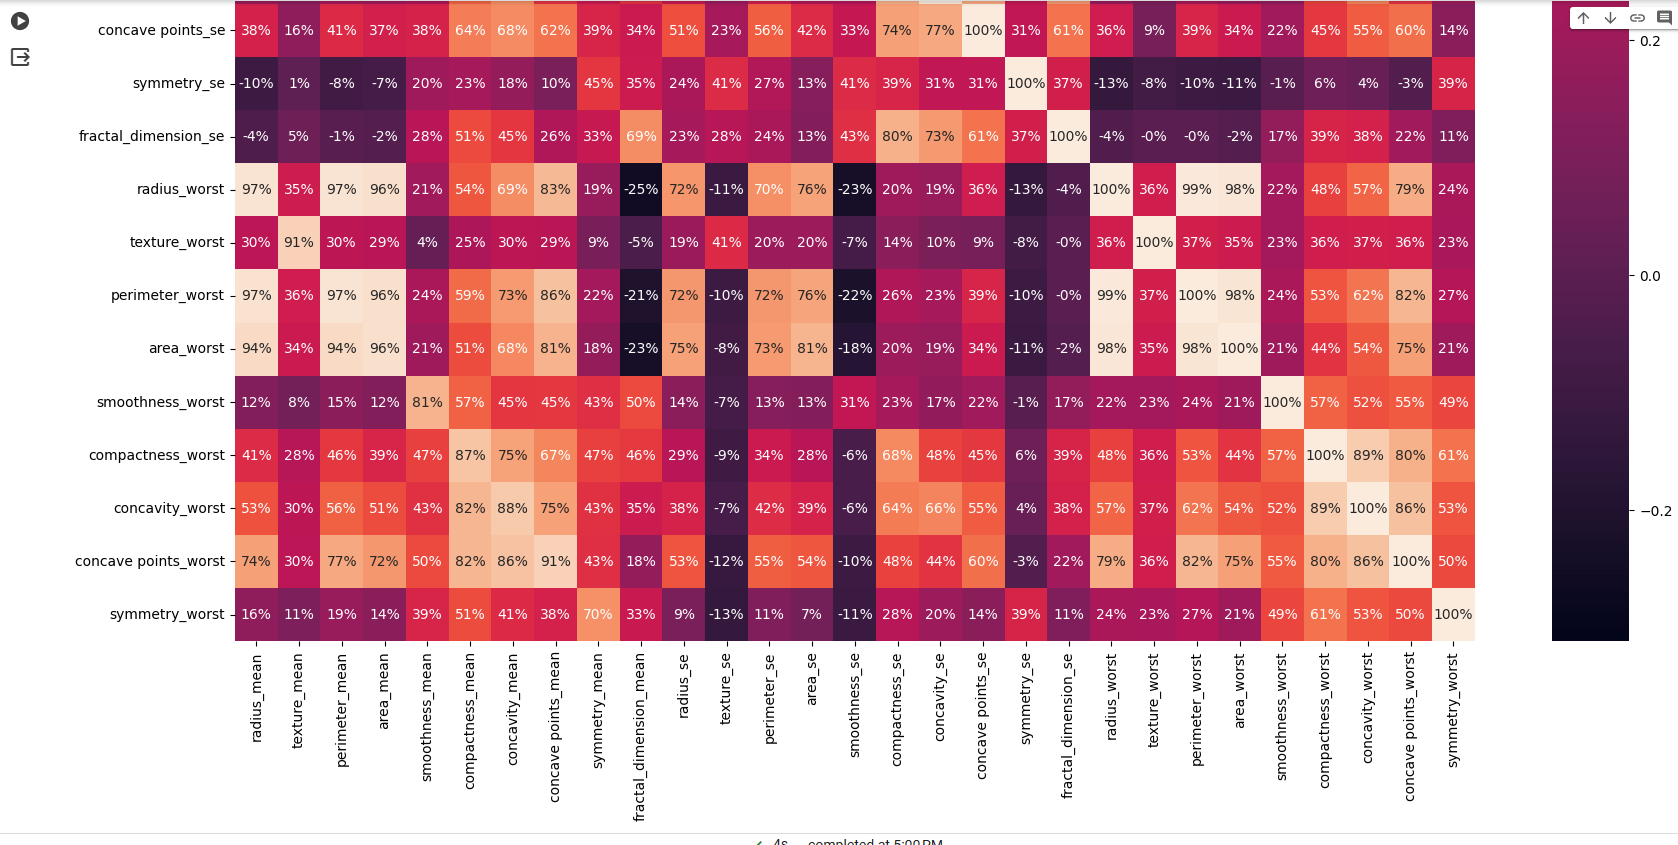 concave points_se 38% 16% 41% 37% 38% 64% 68% 62% 39% 34% 51% 23% 56% 42% 33% 74% 77% 100% 31% 61% 36% 9% 39% 34% 22% 45% 55% 60% 14%
0.2
symmetry_se -10% 1% -8% -7% 20% 23% 18% 10% 45% 35% 24% 41% 27% 13% 41% 39% 31% 31% 100% 37% -13% -8% -10% -11% -1% 6% 4% -3% 39%
fractal_dimension_se -4% 5% -1% -2% 28% 51% 45% 26% 33% 69% 23% 28% 24% 13% 43% 80% 73% 61% 37% 100% -4% -0% -0% -2% 17% 39% 38% 22% 11%
radius_worst 97% 35% 97% 96% 21% 54% 69% 83% 19% -25% 72% -11% 70% 76% -23% 20% 19% 36% -13% -4% 100% 36% 99% 98% 22% 48% 57% 79% 24%
texture_worst 30% 91% 30% 29% 4% 25% 30% 29% 9% -5% 19% 41% 20% 20% -7% 14% 10% 9% -8% -0% 36% 100% 37% 35% 23% 36% 37% 36% 23%
0.0
perimeter_worst 97% 36% 97% 96% 24% 59% 73% 86% 22% -21% 72% -10% 72% 76% -22% 26% 23% 39% -10% -0% 99% 37% 100% 98% 24% 53% 62% 82% 27%
area_worst 94% 34% 94% 96% 21% 51% 68% 81% 18% -23% 75% -8% 73% 81% -18% 20% 19% 34% -11% -2% 98% 35% 98% 100% 21% 44% 54% 75% 21%
smoothness_worst 12% 8% 15% 12% 81% 57% 45% 45% 43% 50% 14% -7% 13% 13% 31% 23% 17% 22% -1% 17% 22% 23% 24% 21% 100% 57% 52% 55% 49%
compactness_worst 41% 28% 46% 39% 47% 87% 75% 67% 47% 46% 29% -9% 34% 28% -6% 68% 48% 45% 6% 39% 48% 36% 53% 44% 57% 100% 89% 80% 61%
concavity_worst 53% 30% 56% 51% 43% 82% 88% 75% 43% 35% 38% -7% 42% 39% -6% 64% 66% 55% 4% 38% 57% 37% 62% 54% 52% 89% 100% 86% 53%
−0.2
concave points_worst 74% 30% 77% 72% 50% 82% 86% 91% 43% 18% 53% -12% 55% 54% -10% 48% 44% 60% -3% 22% 79% 36% 82% 75% 55% 80% 86% 100% 50%
symmetry_worst 16% 11% 19% 14% 39% 51% 41% 38% 70% 33% 9% -13% 11% 7% -11% 28% 20% 14% 39% 11% 24% 23% 27% 21% 49% 61% 53% 50% 100%
radius_mean
texture_mean
perimeter_mean
area_mean
smoothness_mean
compactness_mean
concavity_mean
concave points_mean
symmetry_mean
fractal_dimension_mean
radius_se
texture_se
perimeter_se
area_se
smoothness_se
compactness_se
concavity_se
concave points_se
symmetry_se
fractal_dimension_se
radius_worst
texture_worst
perimeter_worst
area_worst
smoothness_worst
compactness_worst
concavity_worst
concave points_worst
symmetry_worst
4s completed at 5:00 PM